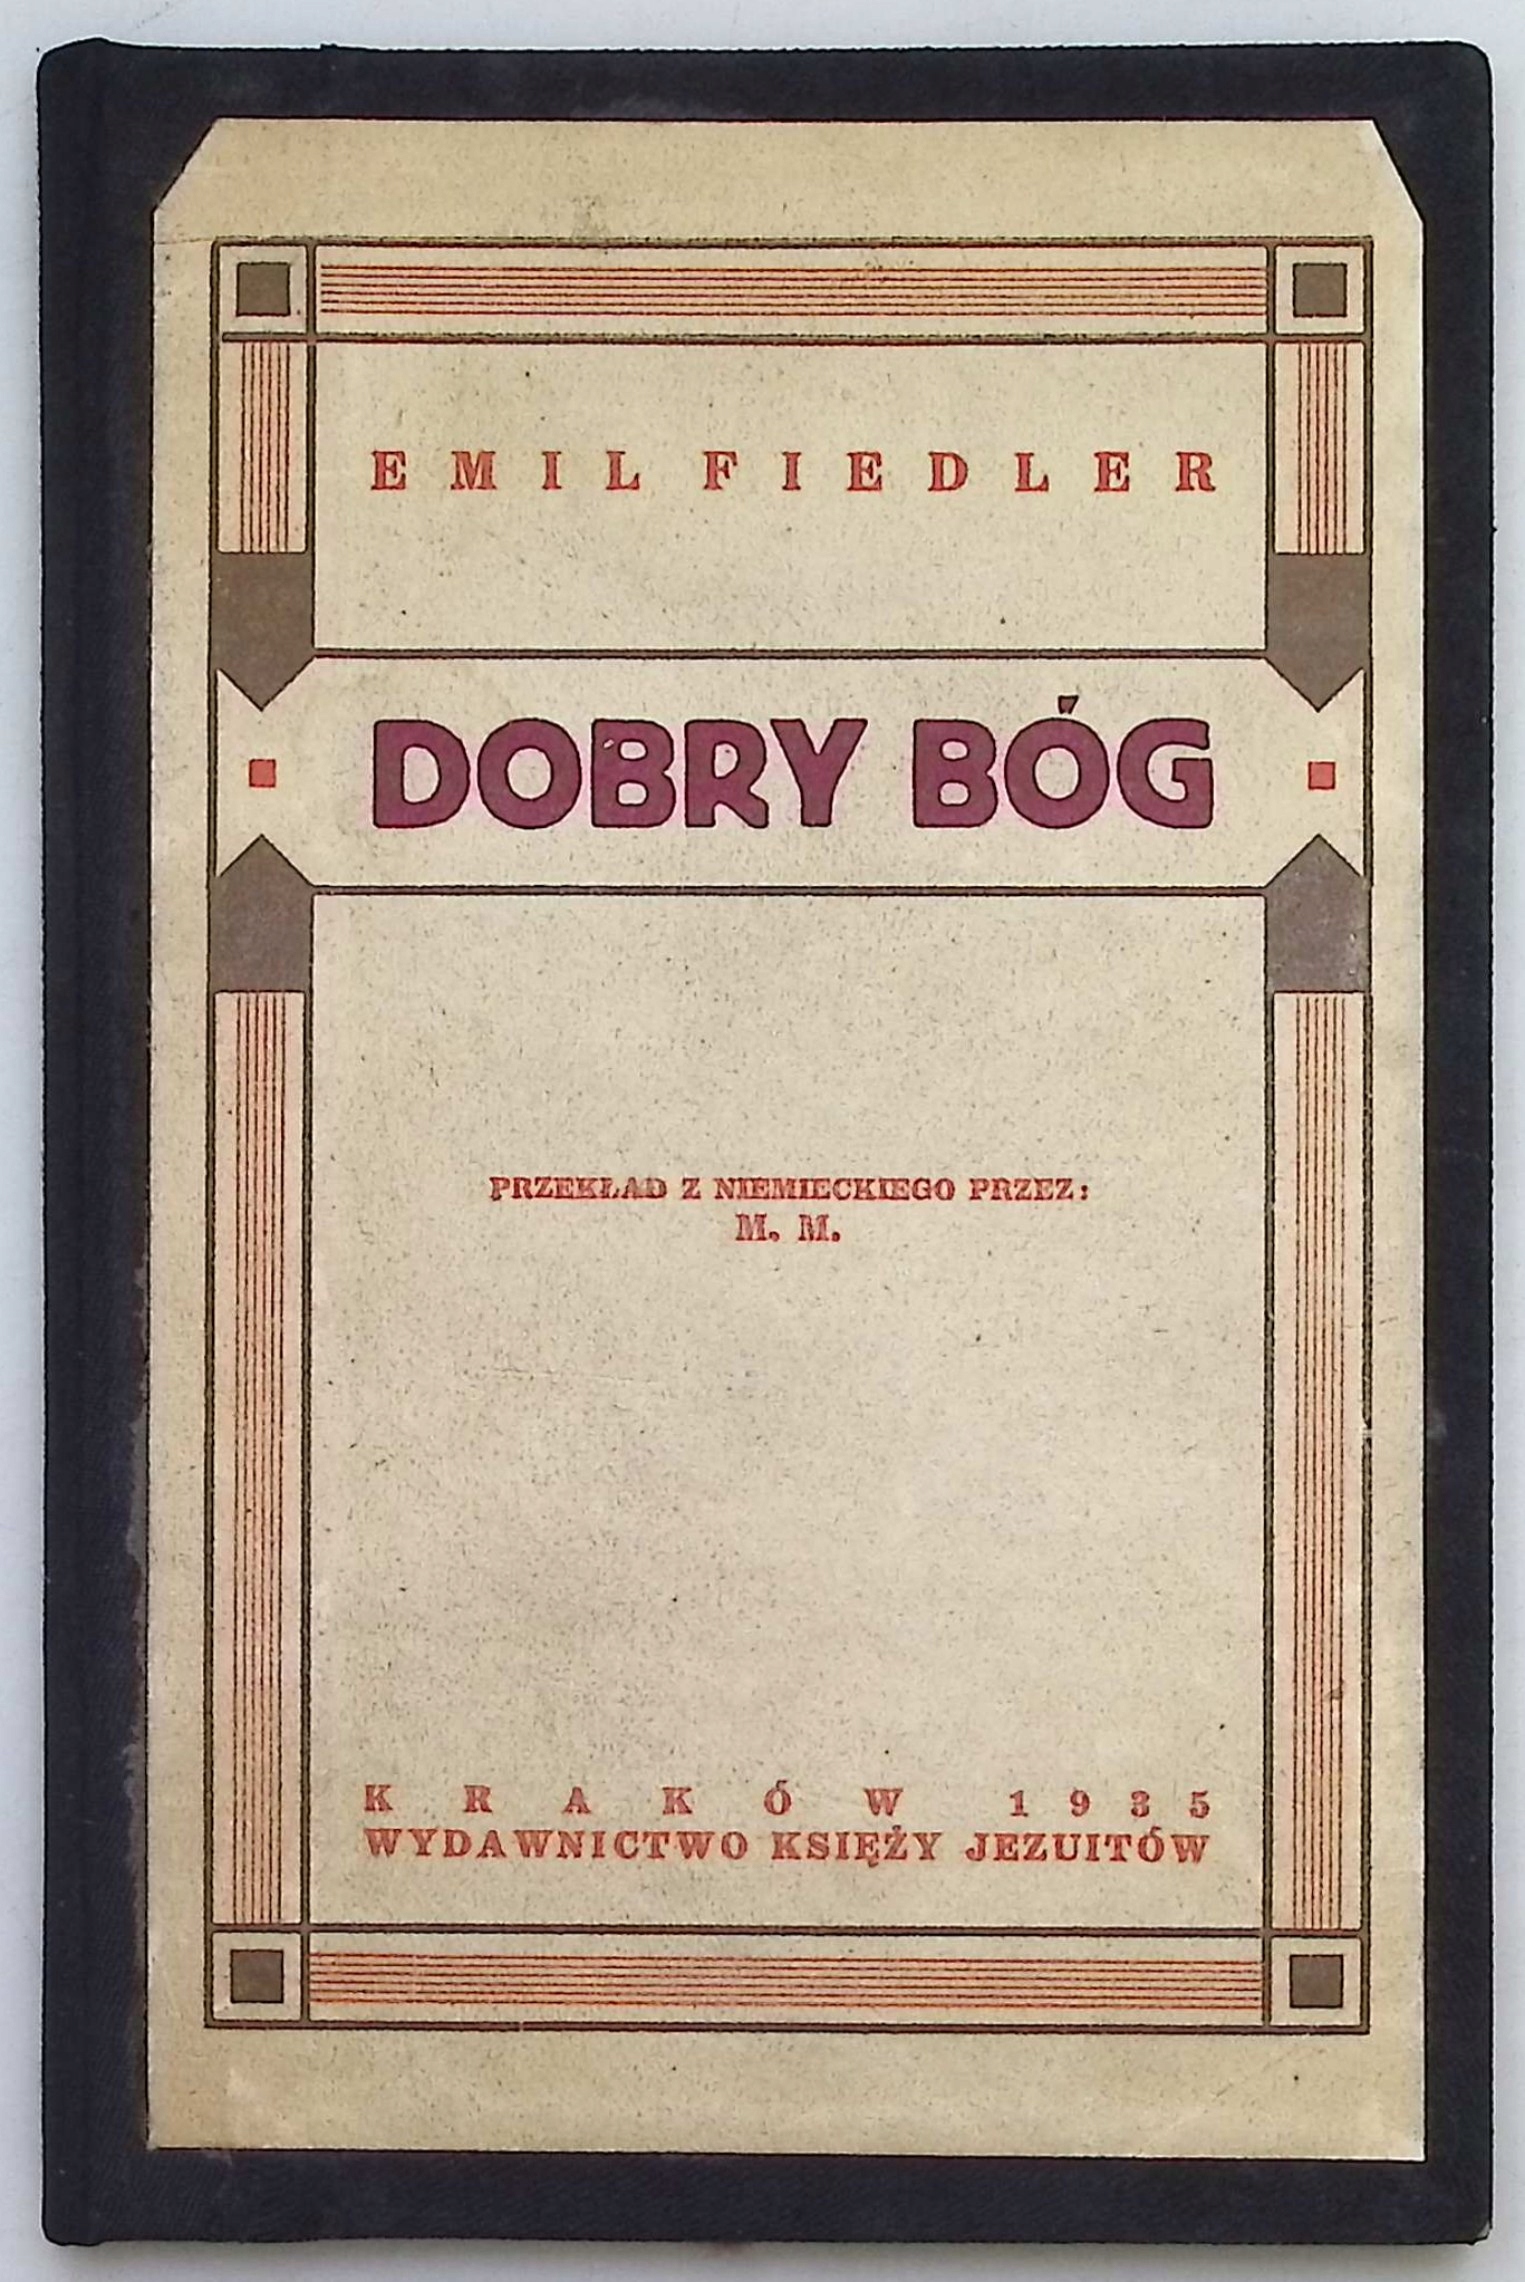 EMIL FIEDLER
DOBRY BÓG
PRZEKŁAD Z NIEMIECKIEGO PRZEZ:
M. M.
KRAKÓW 1935
WYDAWNICTWO KSIĘŻY JEZUITÓW